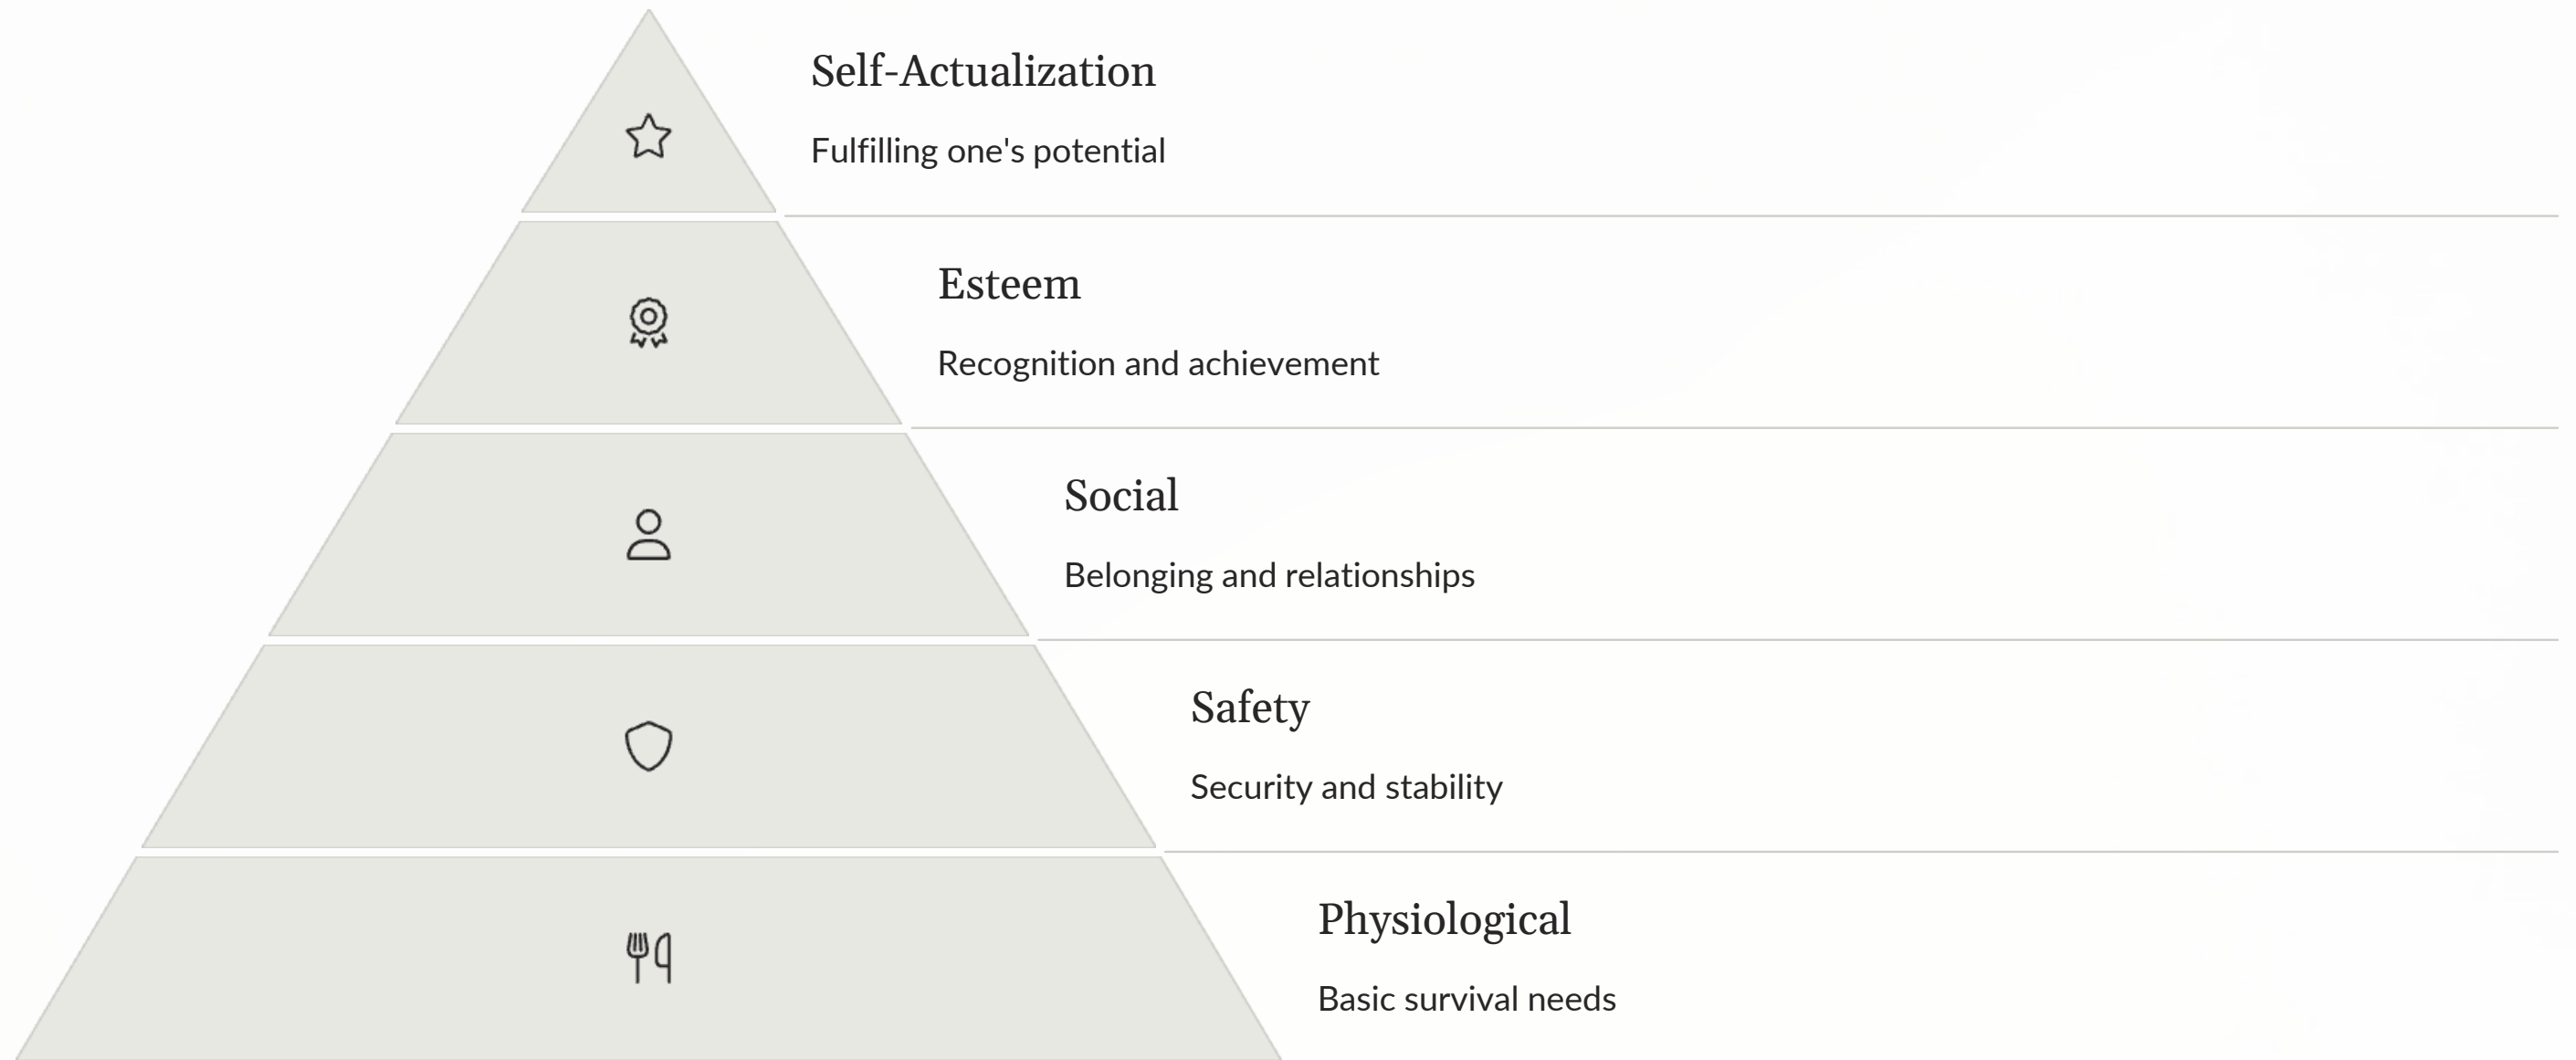 Self-Actualization
Fulfilling one's potential
Esteem
Recognition and achievement
Social
Belonging and relationships
Safety
Security and stability
Physiological
Basic survival needs